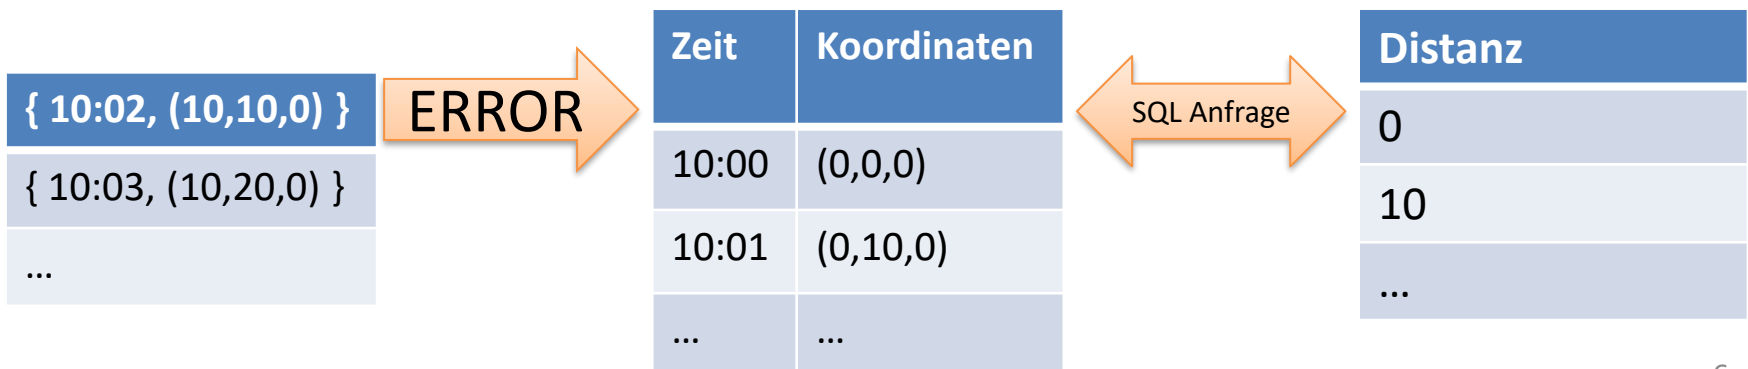 { 10:02, (10,10,0) }
{ 10:03, (10,20,0) }
...
ERROR
Zeit Koordinaten
10:00 (0,0,0)
10:01 (0,10,0)
... ...
SQL Anfrage
Distanz
0
10
...